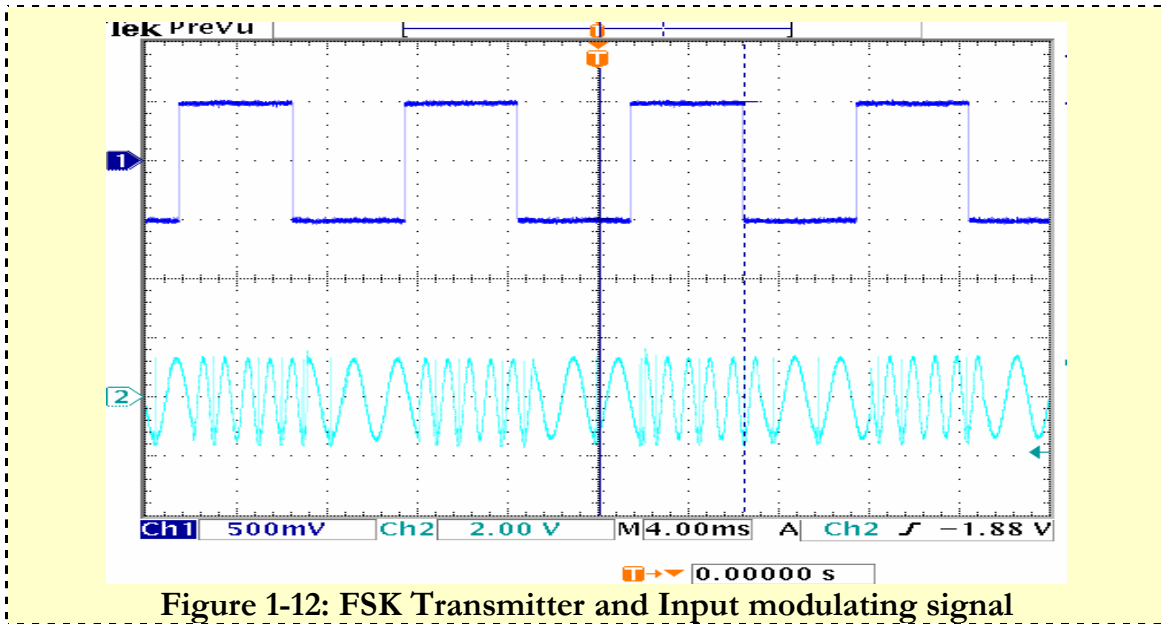 Tek PreVu
T
T
1
2
Ch1 500mV Ch2 2.00 V M 4.00ms A Ch2 −1.88 V
T 0.00000 s
Figure 1-12: FSK Transmitter and Input modulating signal